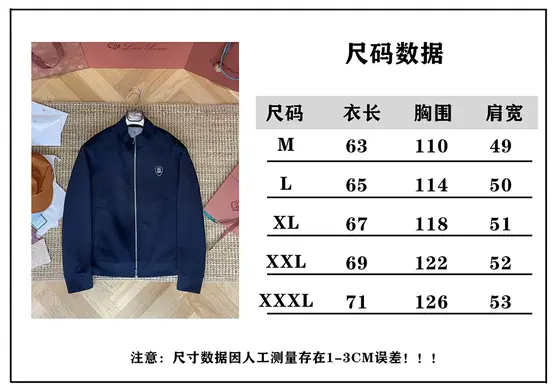 尺码数据
尺码 衣长 胸围 肩宽
M 63 110 49
L 65 114 50
XL 67 118 51
XXL 69 122 52
XXXL 71 126 53
注意：尺寸数据因人工测量存在1-3CM误差！！！